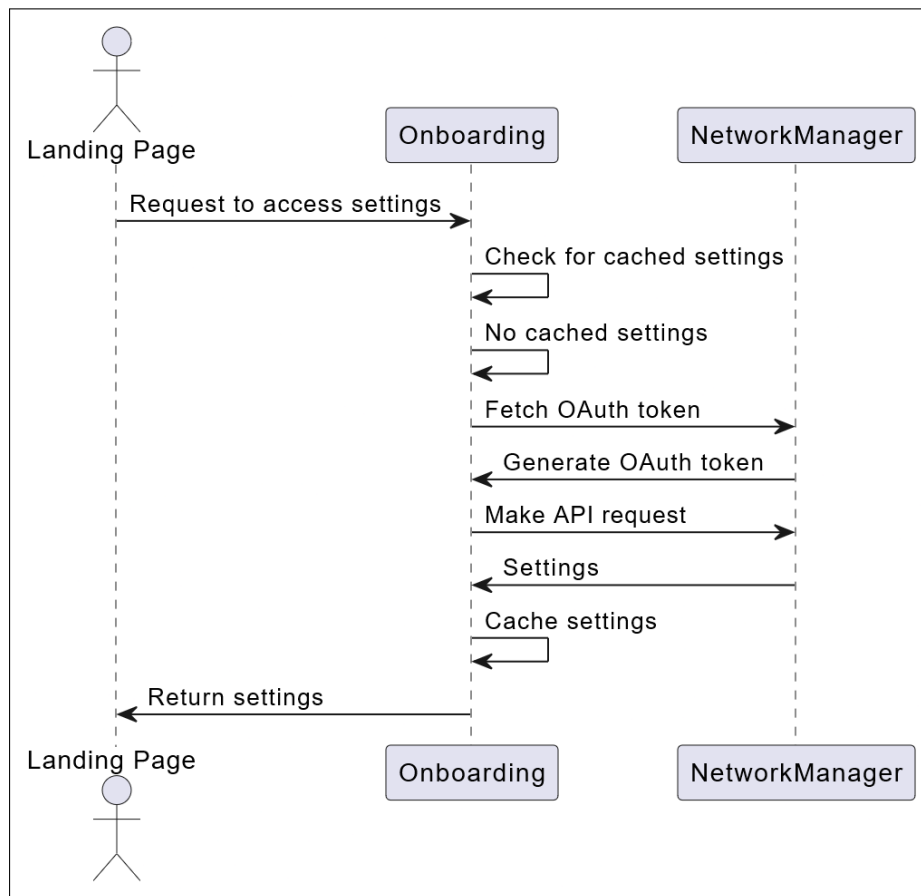 Landing Page
Onboarding
NetworkManager
Request to access settings
Check for cached settings
No cached settings
Fetch OAuth token
Generate OAuth token
Make API request
Settings
Cache settings
Return settings
Landing Page
Onboarding
NetworkManager